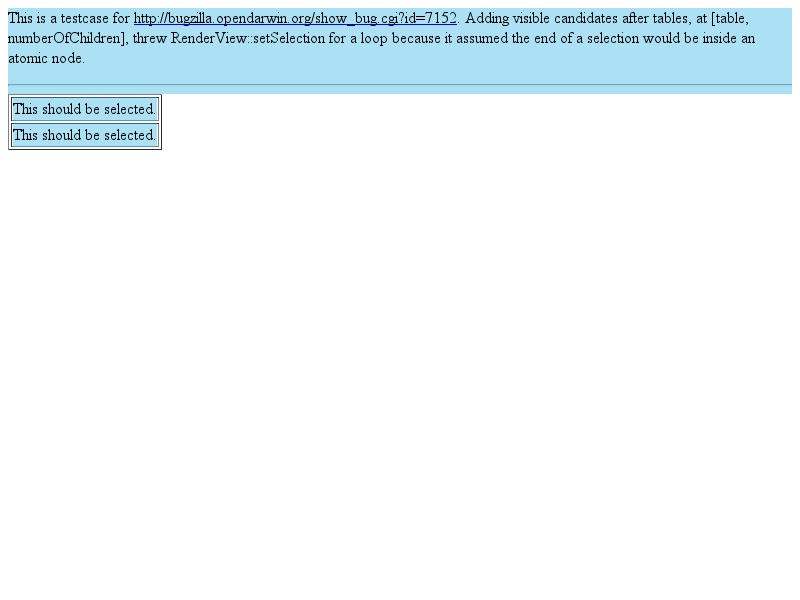 This is a testcase for http://bugzilla.opendarwin.org/show_bug.cgi?id=7152. Adding visible candidates after tables, at [table,
numberOfChildren], threw RenderView::setSelection for a loop because it assumed the end of a selection would be inside an
atomic node.
This should be selected.
This should be selected.